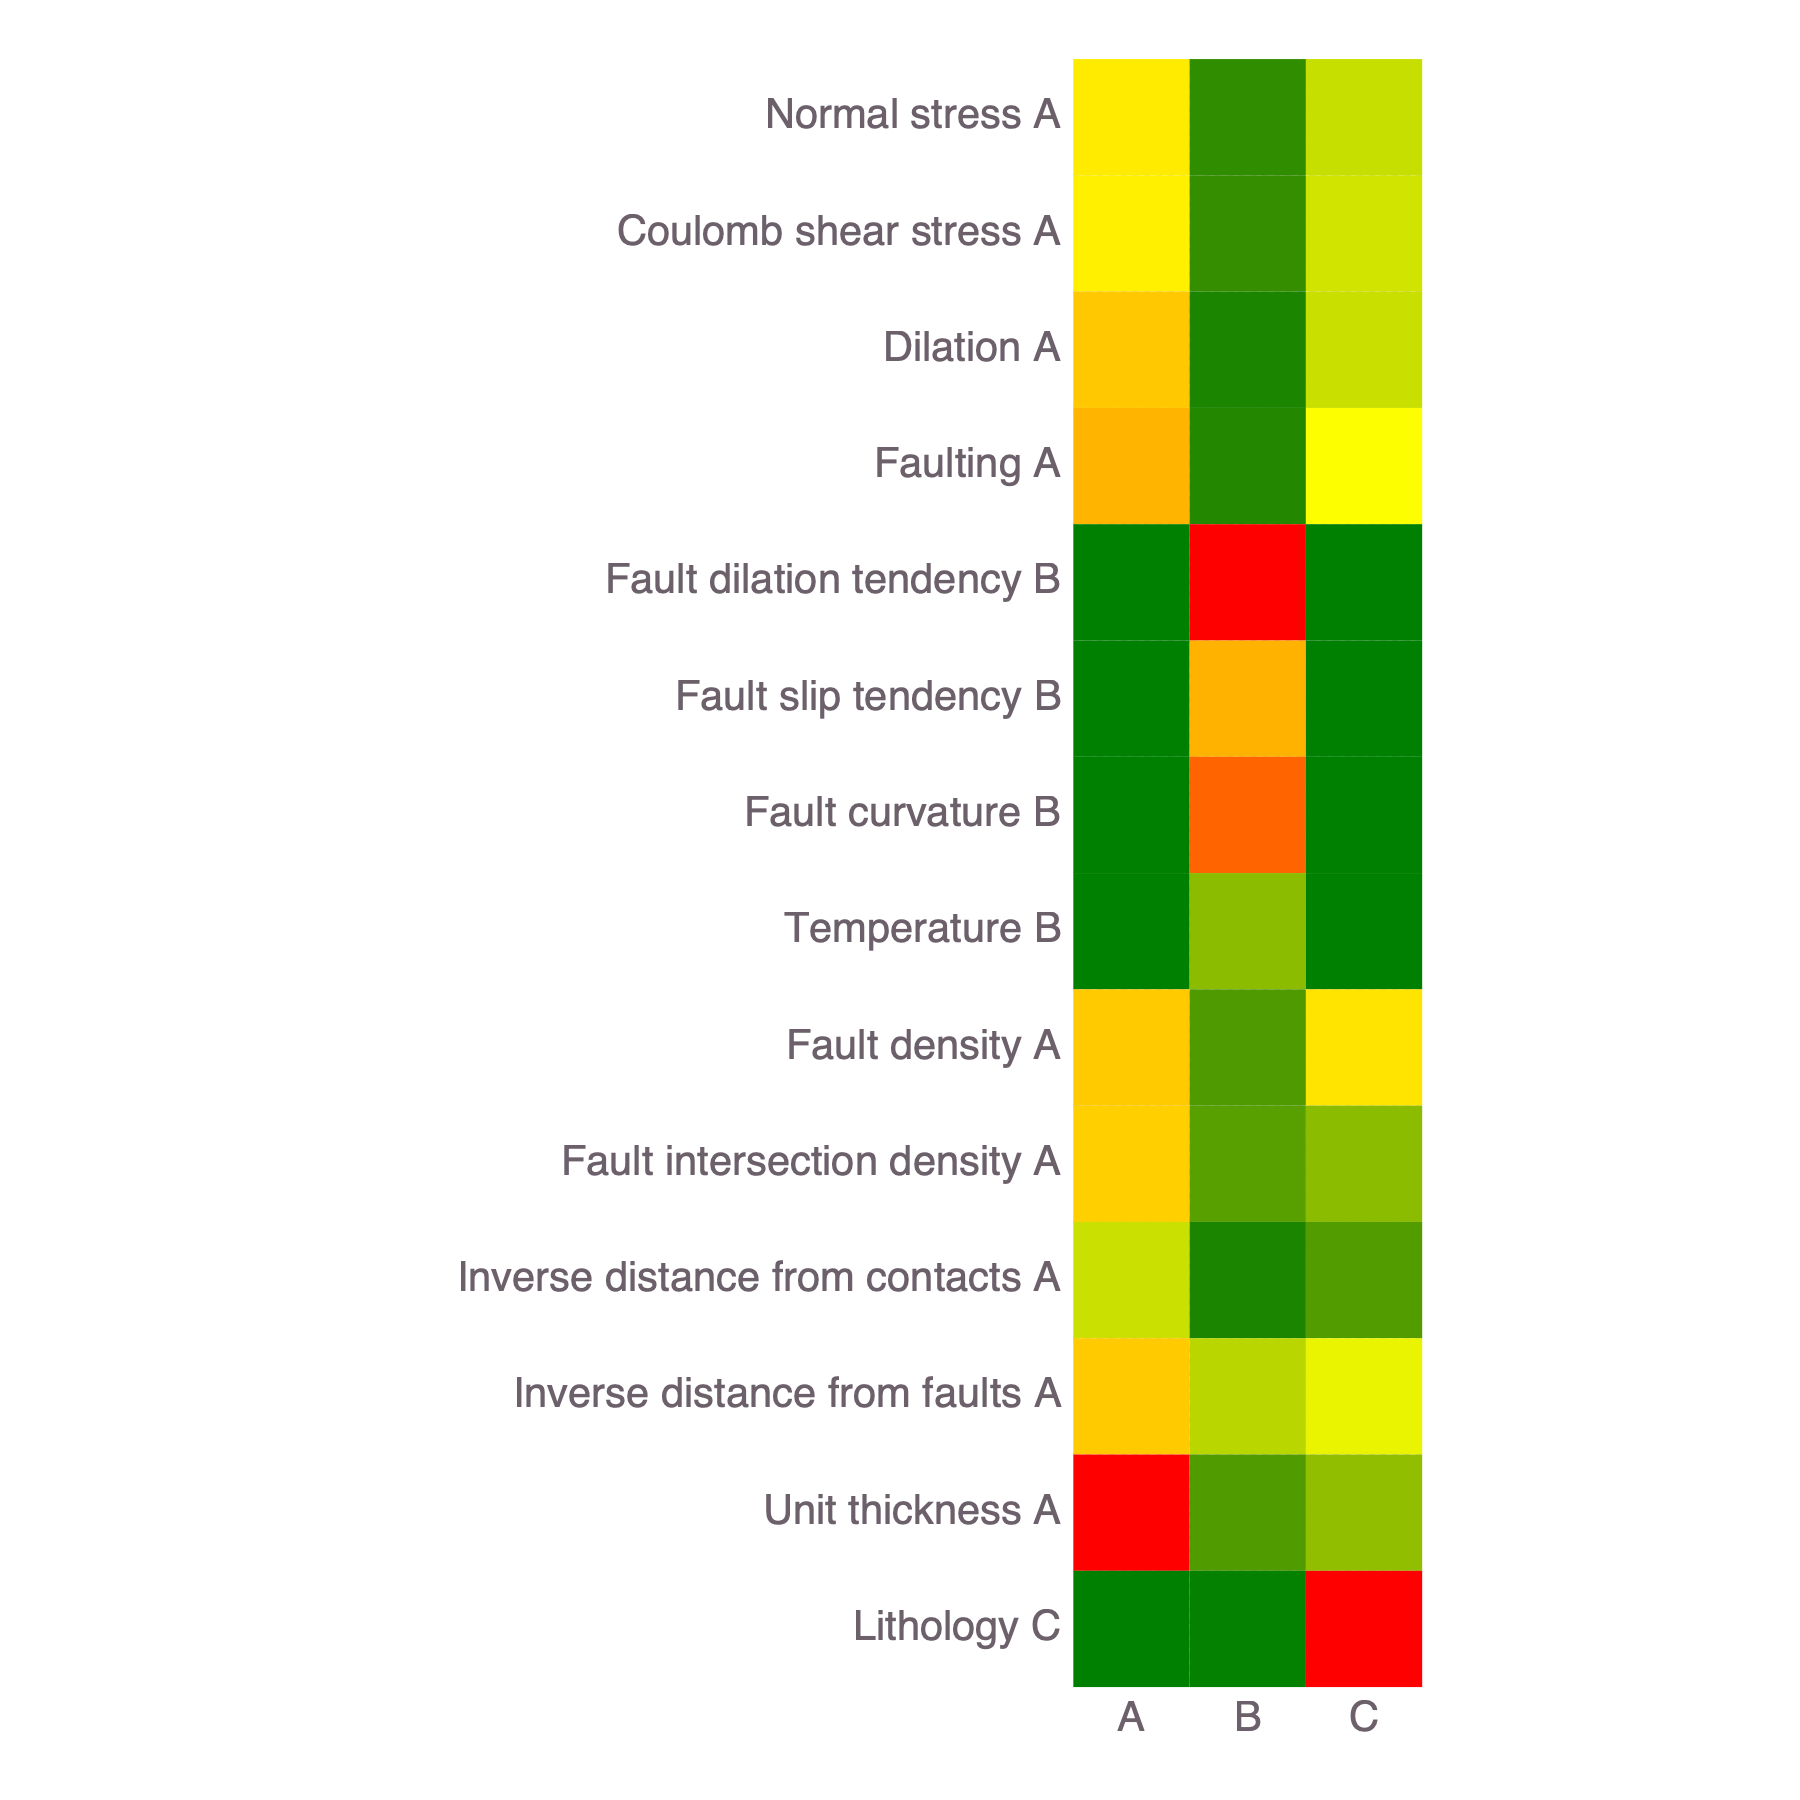 Normal stress A
Coulomb shear stress A
Dilation A
Faulting A
Fault dilation tendency B
Fault slip tendency B
Fault curvature B
Temperature B
Fault density A
Fault intersection density A
Inverse distance from contacts A
Inverse distance from faults A
Unit thickness A
Lithology C
A B C